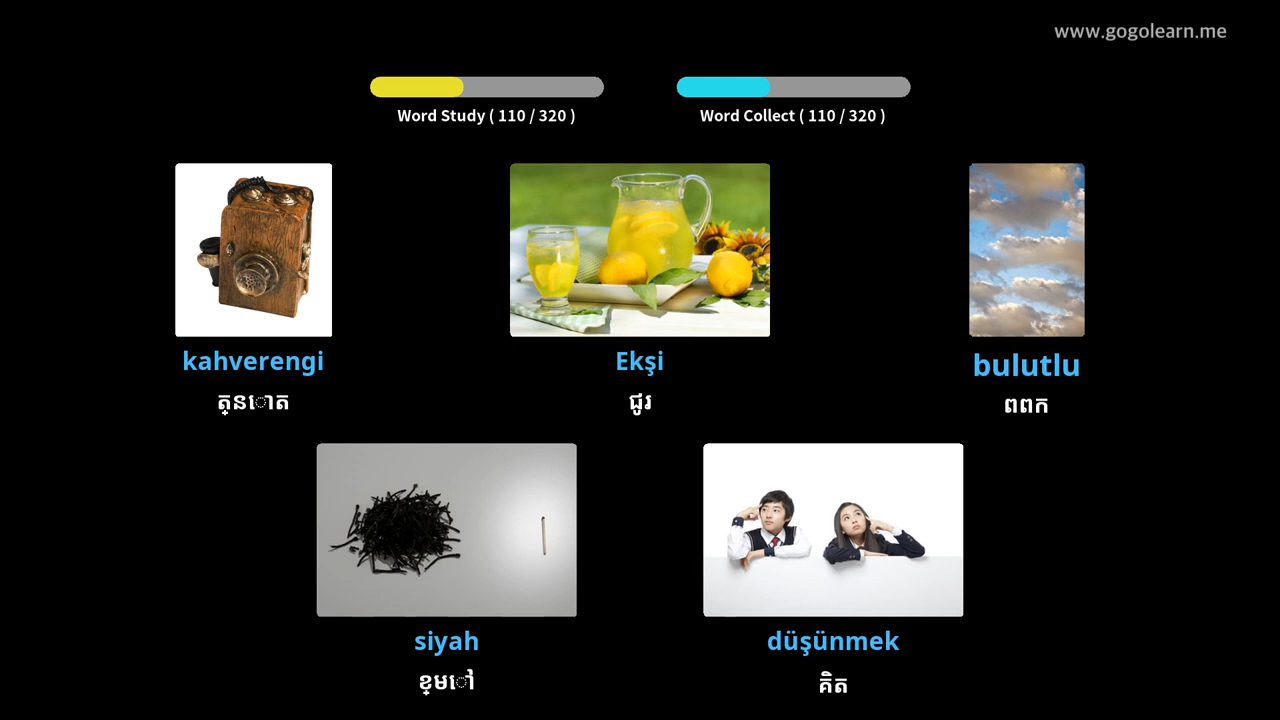 www.gogolearn.me
Word Study ( 110 / 320 )
Word Collect ( 110 / 320 )
kahverengi
Ekşi
bulutlu
ត្នោត
ជូរ
ពពក
siyah
düşünmek
ខ្មៅ
គិត